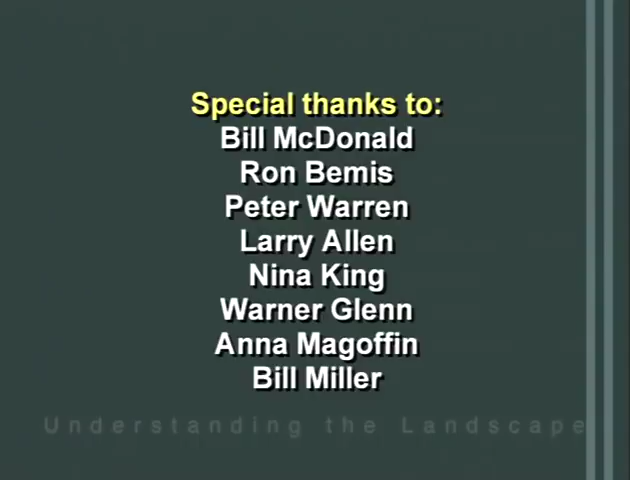 Special thanks to:
Bill McDonald
Ron Bemis
Peter Warren
Larry Allen
Nina King
Warner Glenn
Anna Magoffin
Bill Miller
Understanding the Landscape